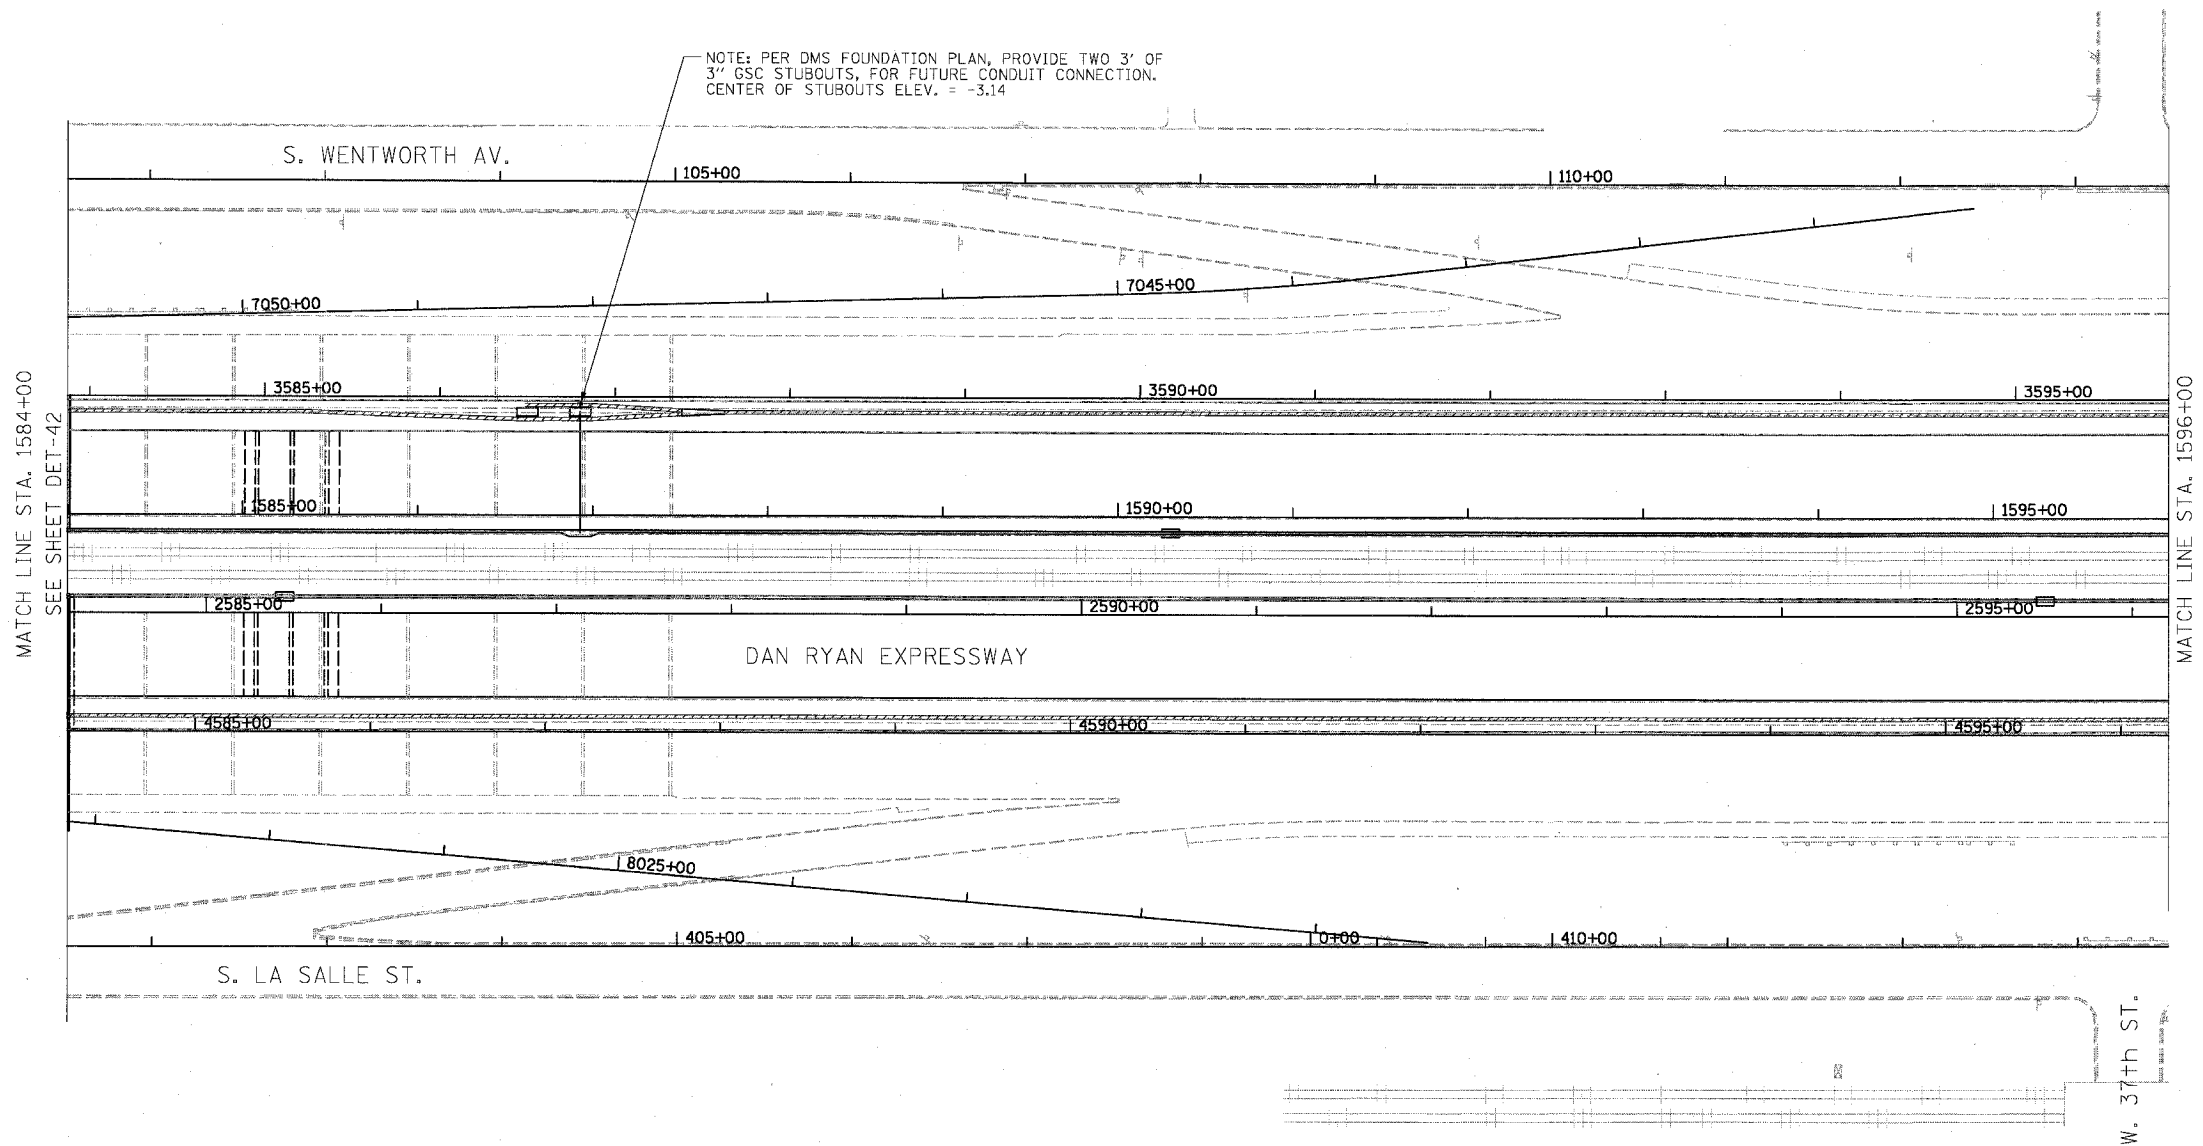 NOTE: PER DMS FOUNDATION PLAN, PROVIDE TWO 3' OF
3" GSC STUBOUTS, FOR FUTURE CONDUIT CONNECTION.
CENTER OF STUBOUTS ELEV. = -3.14
S. WENTWORTH AV.
105+00
110+00
7050+00
7045+00
3585+00
3590+00
3595+00
MATCH LINE STA. 1584+00
SEE SHEET DET-42
MATCH LINE STA. 1596+00
1585+00
1590+00
1595+00
2585+00
2590+00
2595+00
DAN RYAN EXPRESSWAY
4585+00
4590+00
4595+00
8025+00
405+00
0+00
410+00
S. LA SALLE ST.
W. 37th ST.